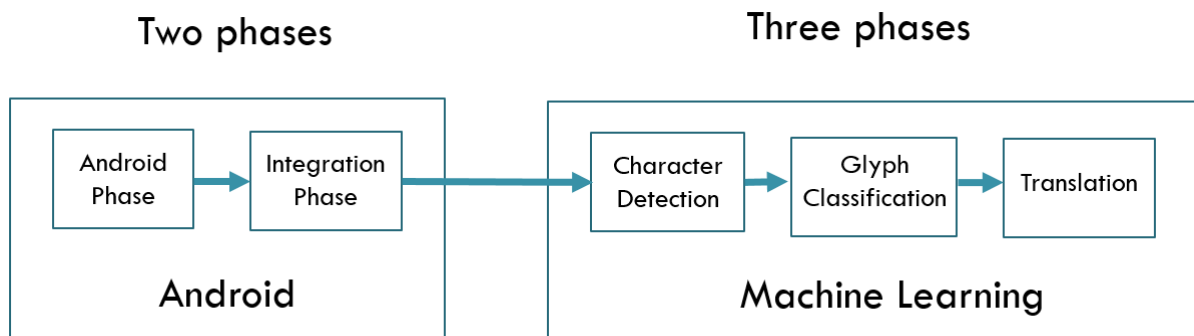 Two phases
Three phases
Android
Phase
Integration
Phase
Character
Detection
Glyph
Classification
Translation
Android
Machine Learning